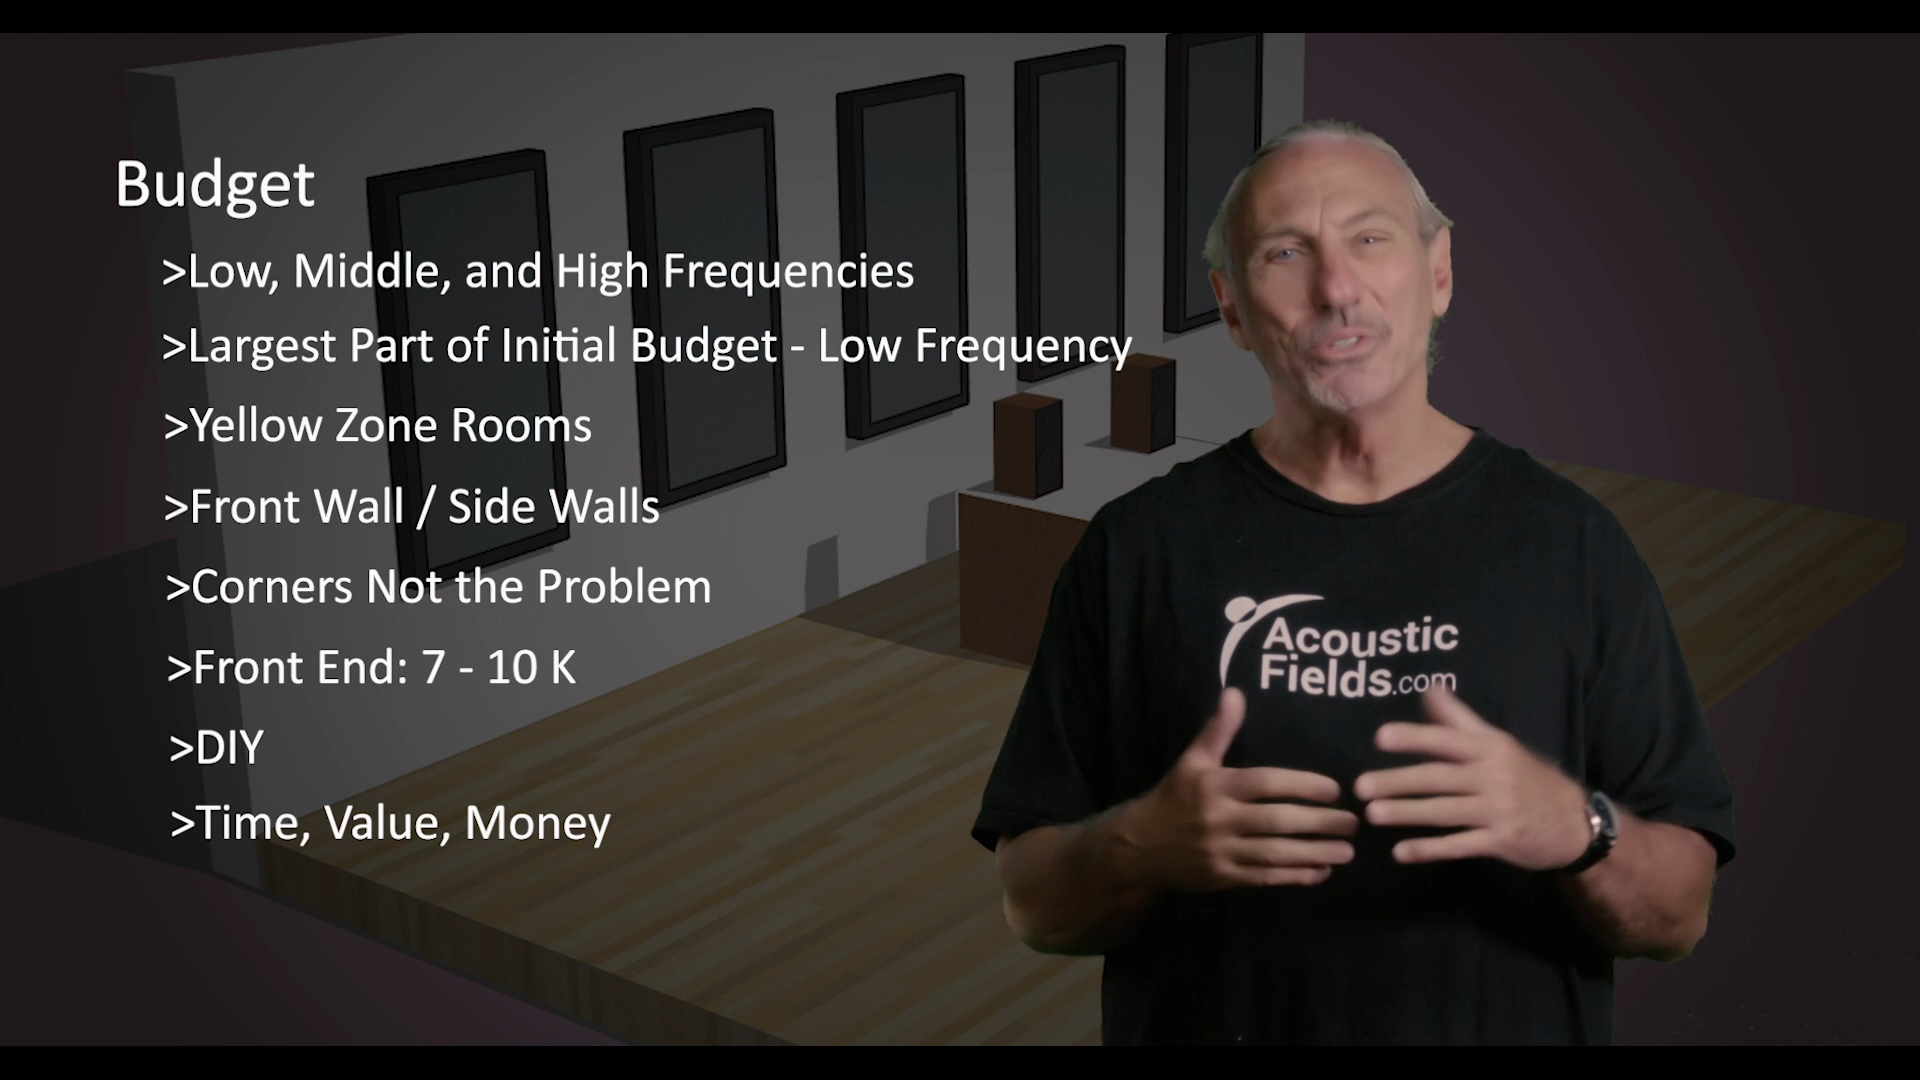 Budget
>Low, Middle, and High Frequencies
>Largest Part of Initial Budget - Low Frequency
>Yellow Zone Rooms
>Front Wall / Side Walls
>Corners Not the Problem
>Front End: 7 - 10 K
>DIY
>Time, Value, Money
Acoustic
Fields.com